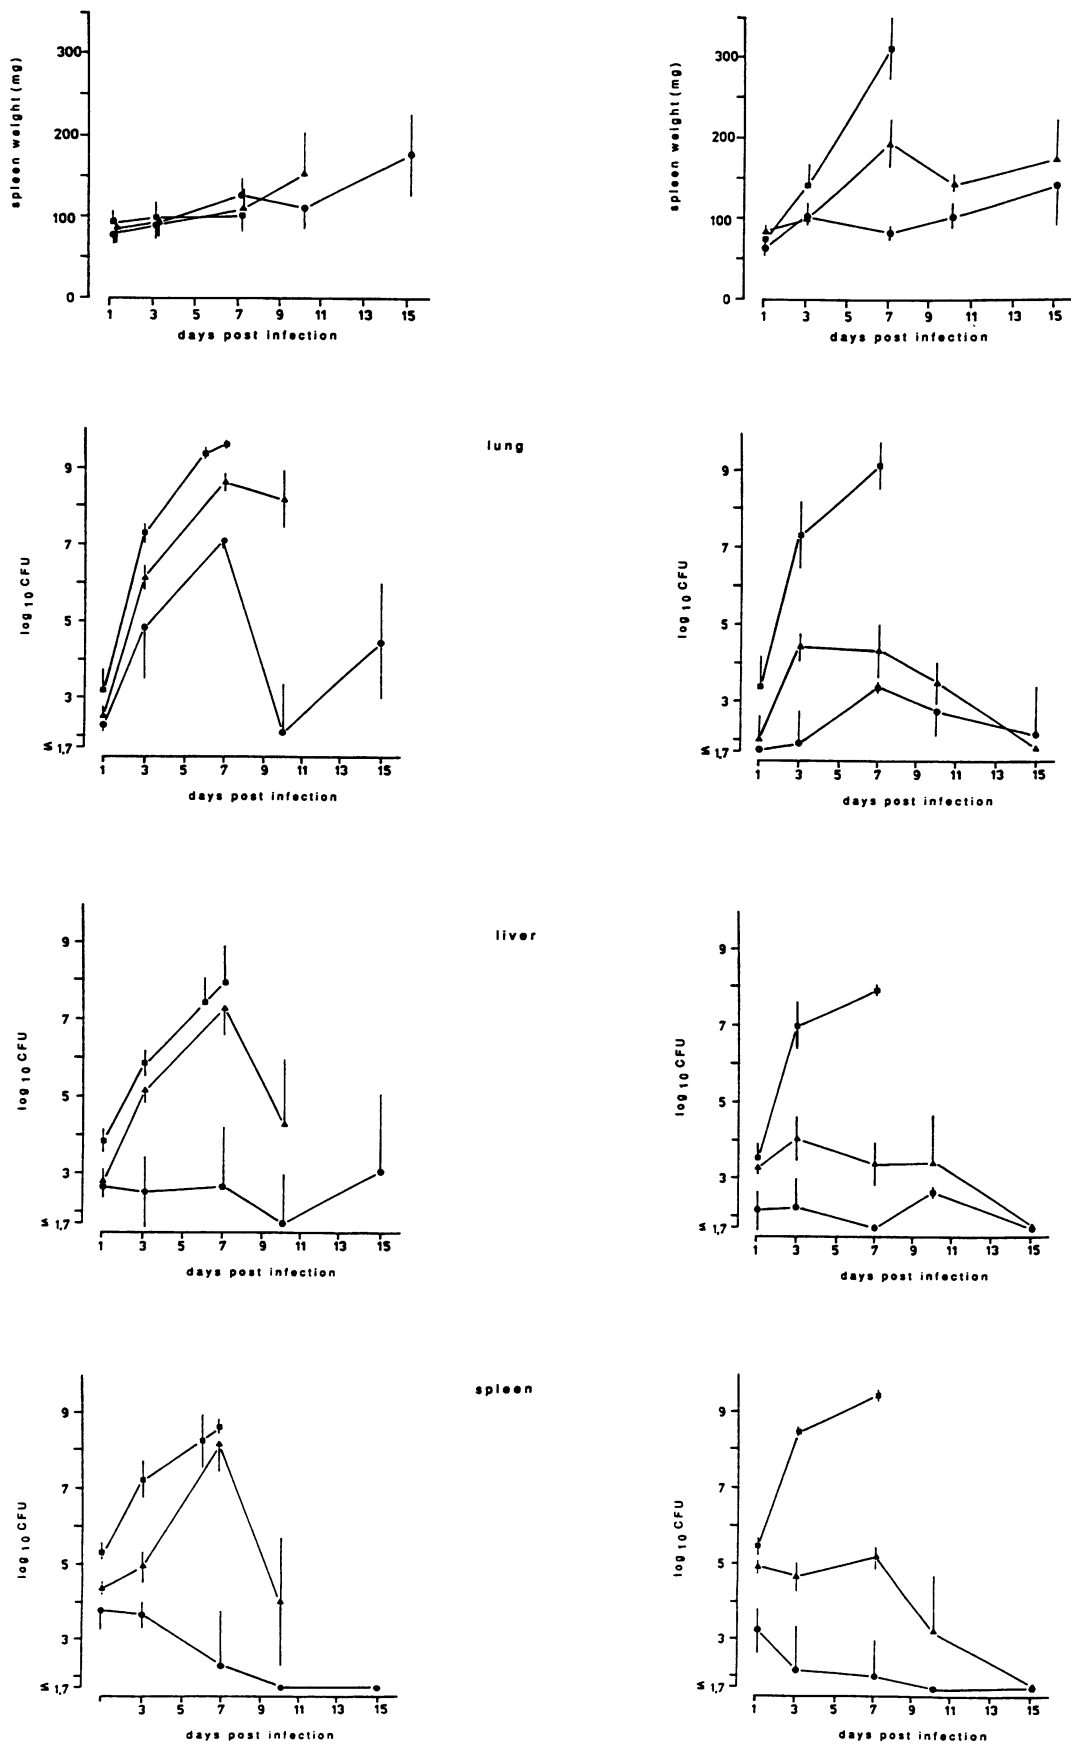 spleen weight (mg)
300
200
100
0
1 3 5 7 9 11 13 15
days post infection
spleen weight (mg)
300
200
100
0
1 3 5 7 9 11 13 15
days post infection
lung
log 10 CFU
9
7
5
3
≤ 1,7
1 3 5 7 9 11 13 15
days post infection
log 10 CFU
9
7
5
3
≤ 1,7
1 3 5 7 9 11 13 15
days post infection
liver
log 10 CFU
9
7
5
3
≤ 1,7
1 3 5 7 9 11 13 15
days post infection
log 10 CFU
9
7
5
3
≤ 1,7
1 3 5 7 9 11 13 15
days post infection
spleen
log 10 CFU
9
7
5
3
≤ 1,7
3 5 7 9 11 13 15
days post infection
log 10 CFU
9
7
5
3
≤ 1,7
1 3 5 7 9 11 13 15
days post infection